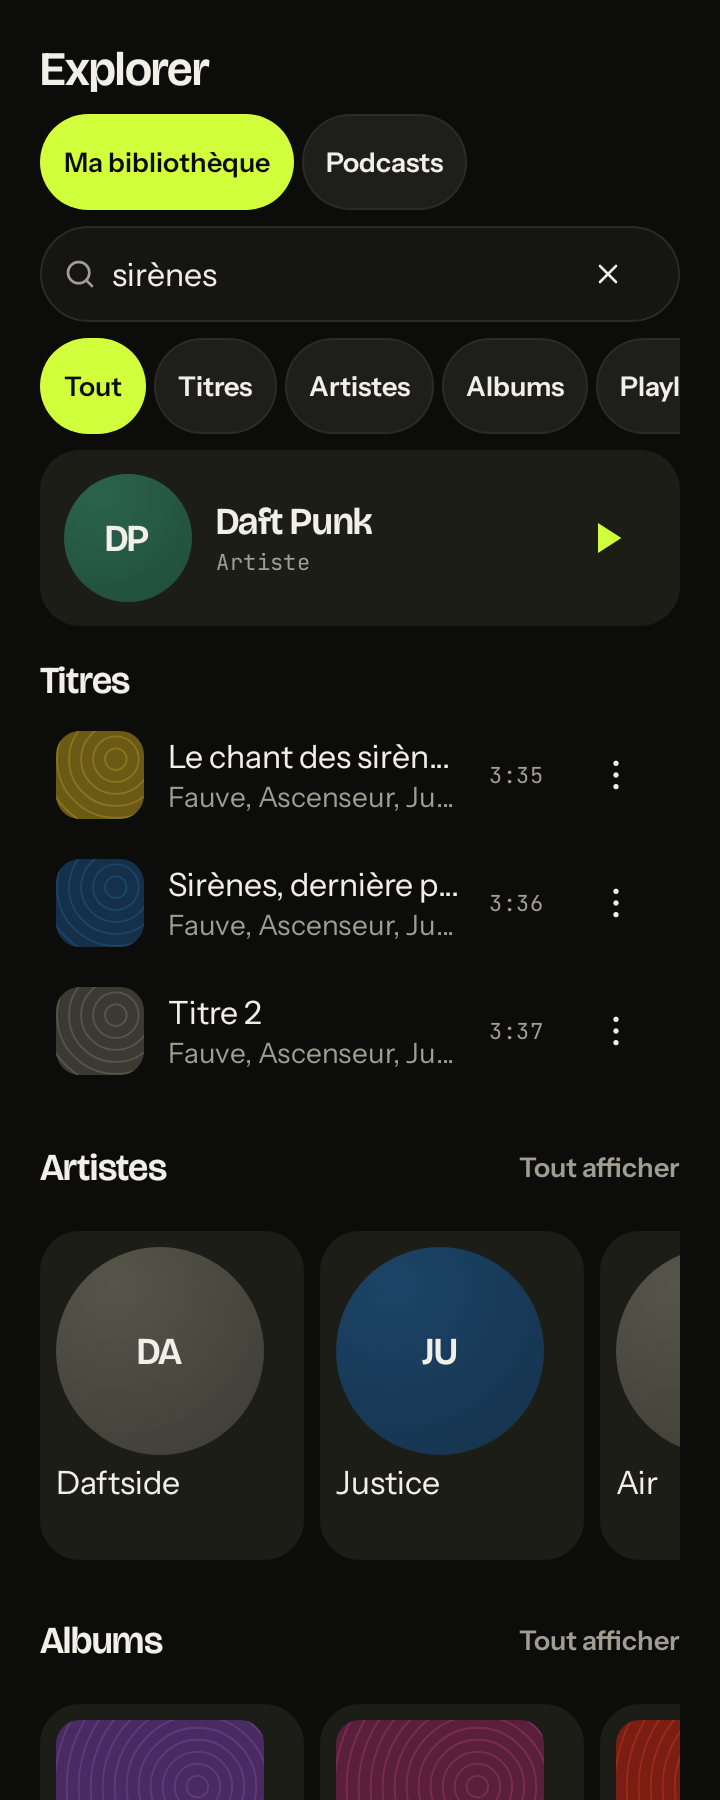 Explorer
Ma bibliothèque
Podcasts
sirènes
Tout
Titres
Artistes
Albums
Playl
DP
Daft Punk
Artiste
Titres
Le chant des sirèn...
Fauve, Ascenseur, Ju...
3:35
Sirènes, dernière p...
Fauve, Ascenseur, Ju...
3:36
Titre 2
Fauve, Ascenseur, Ju...
3:37
Artistes
Tout afficher
DA
Daftside
JU
Justice
Air
Albums
Tout afficher